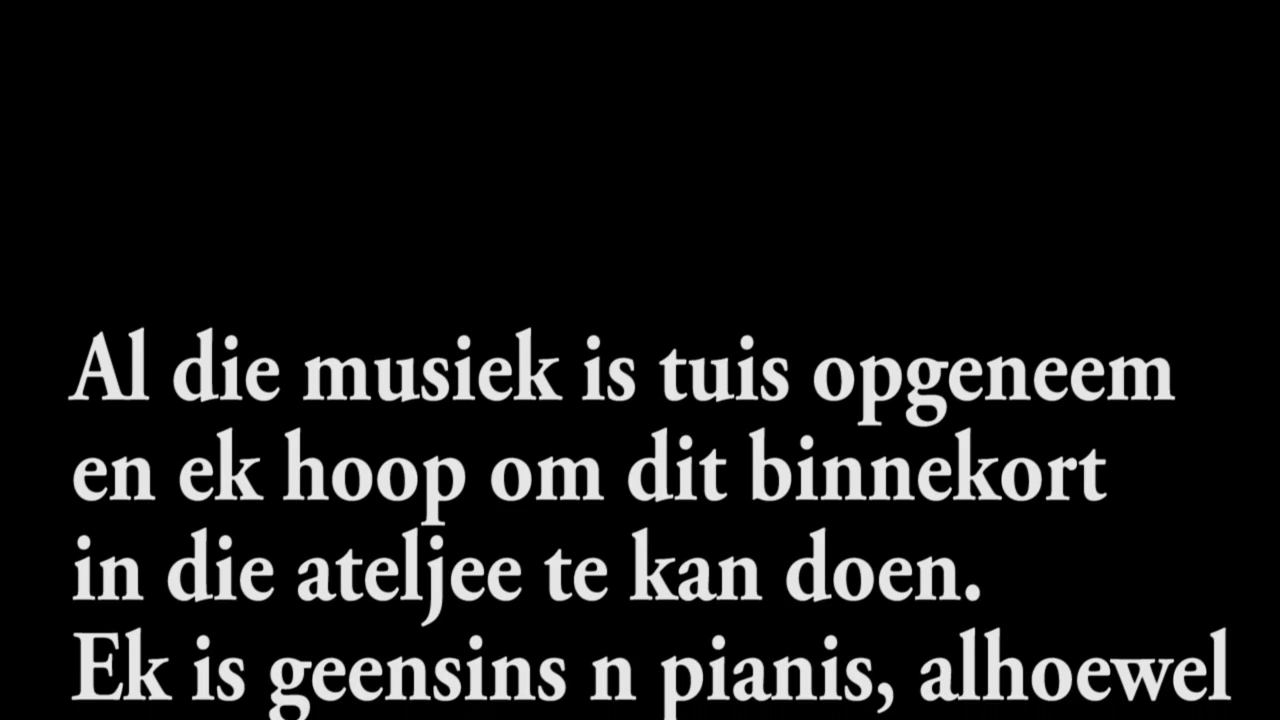 Al die musiek is tuis opgeneem
en ek hoop om dit binnekort
in die ateljee te kan doen.
Ek is geensins n pianis, alhoewel